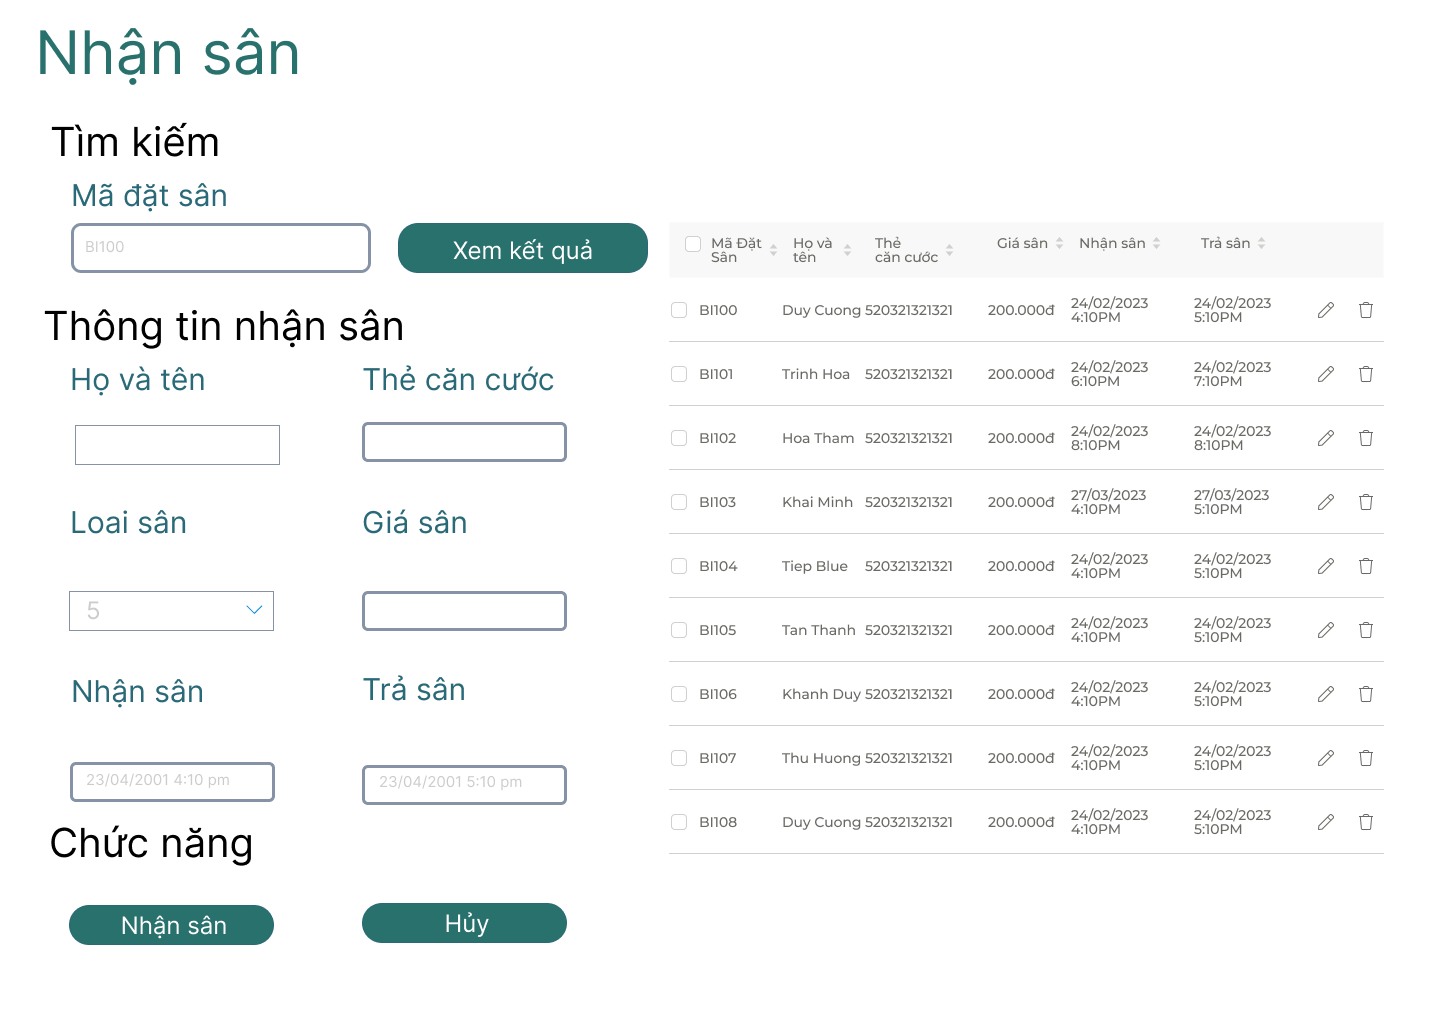 Nhận sân
Tìm kiếm
Mã đặt sân
BI100
Xem kết quả
Thông tin nhận sân
Họ và tên
Thẻ căn cước
Loai sân
Giá sân
5
Nhận sân
Trả sân
23/04/2001 4:10 pm
23/04/2001 5:10 pm
Chức năng
Nhận sân
Hủy
Mã Đặt Sân Họ và tên Thẻ căn cước Giá sân Nhận sân Trả sân
BI100 Duy Cuong 520321321321 200.000đ 24/02/2023 4:10PM 24/02/2023 5:10PM
BI101 Trinh Hoa 520321321321 200.000đ 24/02/2023 6:10PM 24/02/2023 7:10PM
BI102 Hoa Tham 520321321321 200.000đ 24/02/2023 8:10PM 24/02/2023 8:10PM
BI103 Khai Minh 520321321321 200.000đ 27/03/2023 4:10PM 27/03/2023 5:10PM
BI104 Tiep Blue 520321321321 200.000đ 24/02/2023 4:10PM 24/02/2023 5:10PM
BI105 Tan Thanh 520321321321 200.000đ 24/02/2023 4:10PM 24/02/2023 5:10PM
BI106 Khanh Duy 520321321321 200.000đ 24/02/2023 4:10PM 24/02/2023 5:10PM
BI107 Thu Huong 520321321321 200.000đ 24/02/2023 4:10PM 24/02/2023 5:10PM
BI108 Duy Cuong 520321321321 200.000đ 24/02/2023 4:10PM 24/02/2023 5:10PM